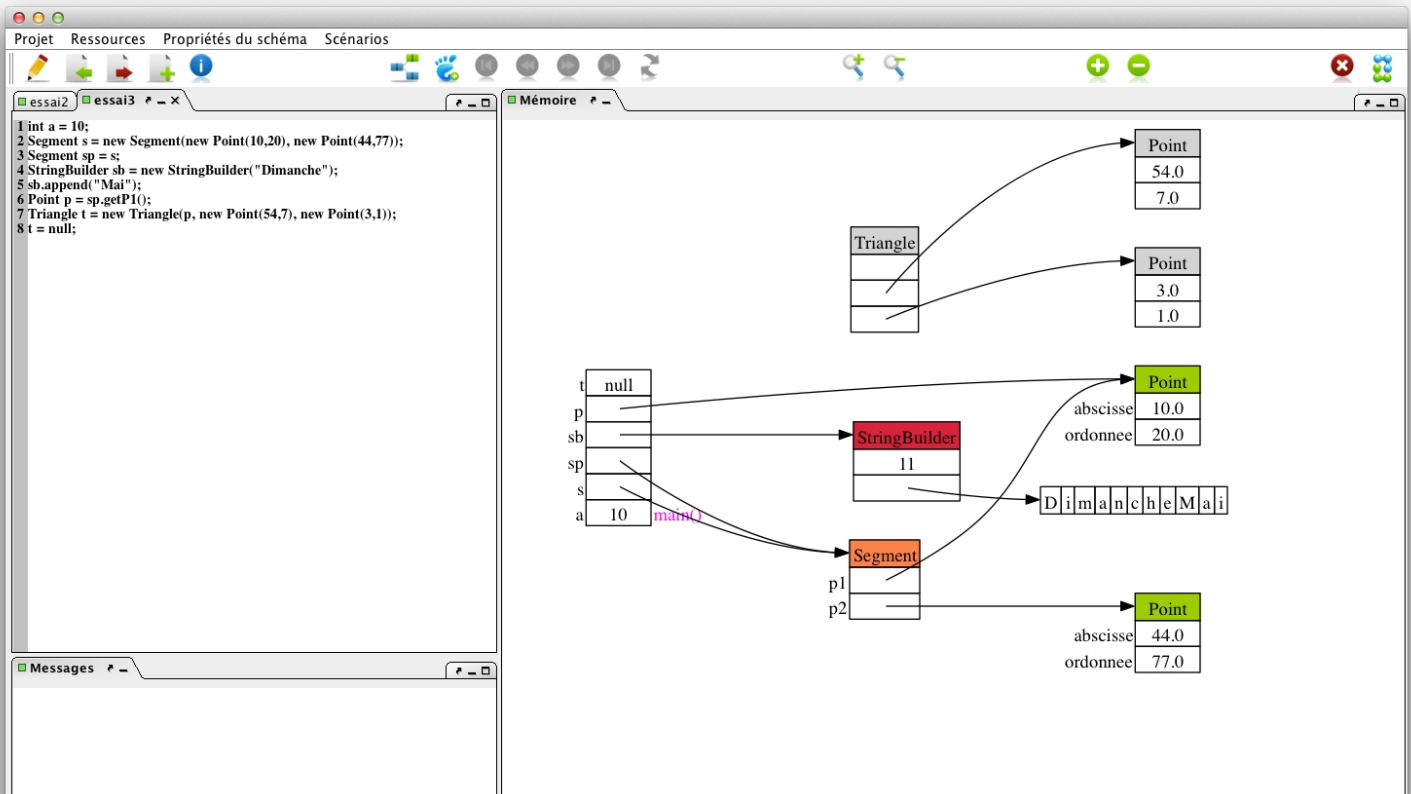 Projet Ressources Propriétés du schéma Scénarios
essai2 essai3
Mémoire
1 int a = 10;
2 Segment s = new Segment(new Point(10,20), new Point(44,77));
3 Segment sp = s;
4 StringBuilder sb = new StringBuilder("Dimanche");
5 sb.append("Mai");
6 Point p = sp.getP1();
7 Triangle t = new Triangle(p, new Point(54,7), new Point(3,1));
8 t = null;
Messages
Point
54.0
7.0
Triangle
Point
3.0
1.0
t null
p
sb
sp
s
a 10 main()
Point
abscisse 10.0
ordonnee 20.0
StringBuilder
11
DimancheMai
Segment
p1
p2
Point
abscisse 44.0
ordonnee 77.0